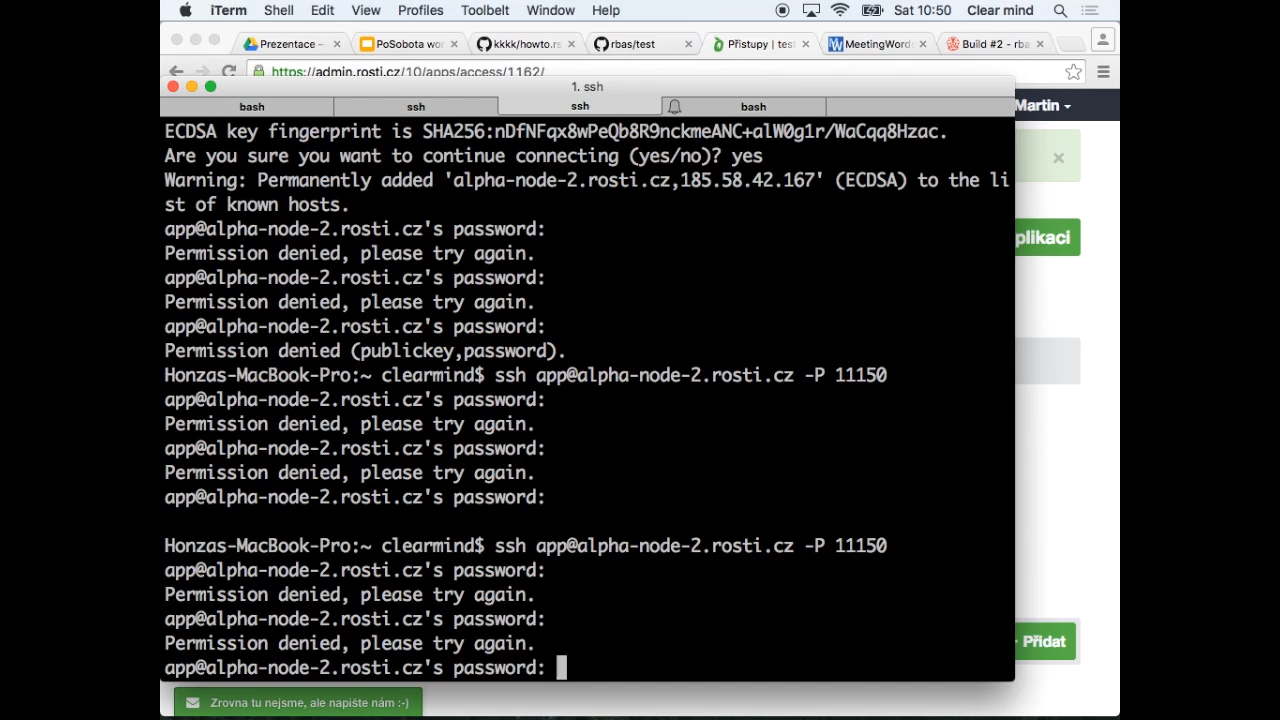 iTerm Shell Edit View Profiles Toolbelt Window Help Sat 10:50 Clear mind
Prezentace – PoSobota wo kkkk/howto.rs rbas/test Přístupy | test MeetingWords Build #2 - rba
https://admin.rosti.cz/10/apps/access/1162/
1. ssh
Martin
bash ssh ssh bash
ECDSA key fingerprint is SHA256:nDfNFqx8wPeQb8R9nckmeANC+alW0g1r/WaCqq8Hzac.
Are you sure you want to continue connecting (yes/no)? yes
Warning: Permanently added 'alpha-node-2.rosti.cz,185.58.42.167' (ECDSA) to the li
st of known hosts.
app@alpha-node-2.rosti.cz's password:
plikaci
Permission denied, please try again.
app@alpha-node-2.rosti.cz's password:
Permission denied, please try again.
app@alpha-node-2.rosti.cz's password:
Permission denied (publickey,password).
Honzas-MacBook-Pro:~ clearmind$ ssh app@alpha-node-2.rosti.cz -P 11150
app@alpha-node-2.rosti.cz's password:
Permission denied, please try again.
app@alpha-node-2.rosti.cz's password:
Permission denied, please try again.
app@alpha-node-2.rosti.cz's password:
Honzas-MacBook-Pro:~ clearmind$ ssh app@alpha-node-2.rosti.cz -P 11150
app@alpha-node-2.rosti.cz's password:
Permission denied, please try again.
app@alpha-node-2.rosti.cz's password:
Permission denied, please try again.
Přidat
app@alpha-node-2.rosti.cz's password:
Zrovna tu nejsme, ale napište nám :-)